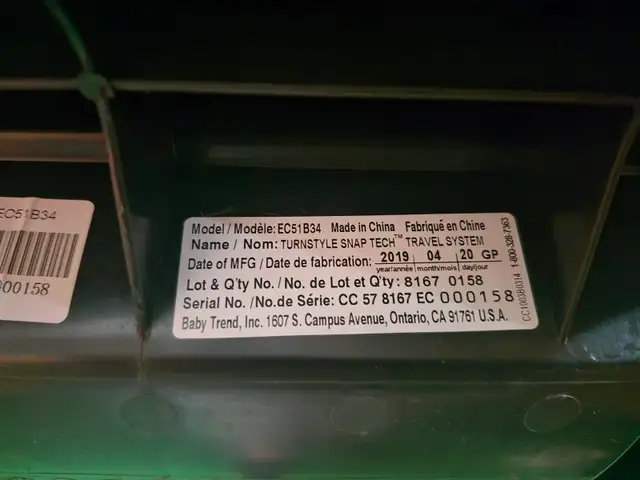 EC51B34
000158
Model / Modèle: EC51B34 Made in China Fabriqué en Chine
Name / Nom: TURNSTYLE SNAP TECH™ TRAVEL SYSTEM
Date of MFG / Date de fabrication: 2019 04 20 GP
year/année month/mois day/jour
Lot & Q'ty No. / No. de Lot et Q'ty: 8167 0158
Serial No. /No.de Série: CC 57 8167 EC 000158
Baby Trend, Inc. 1607 S. Campus Avenue, Ontario, CA 91761 U.S.A.
1-800-328-7363